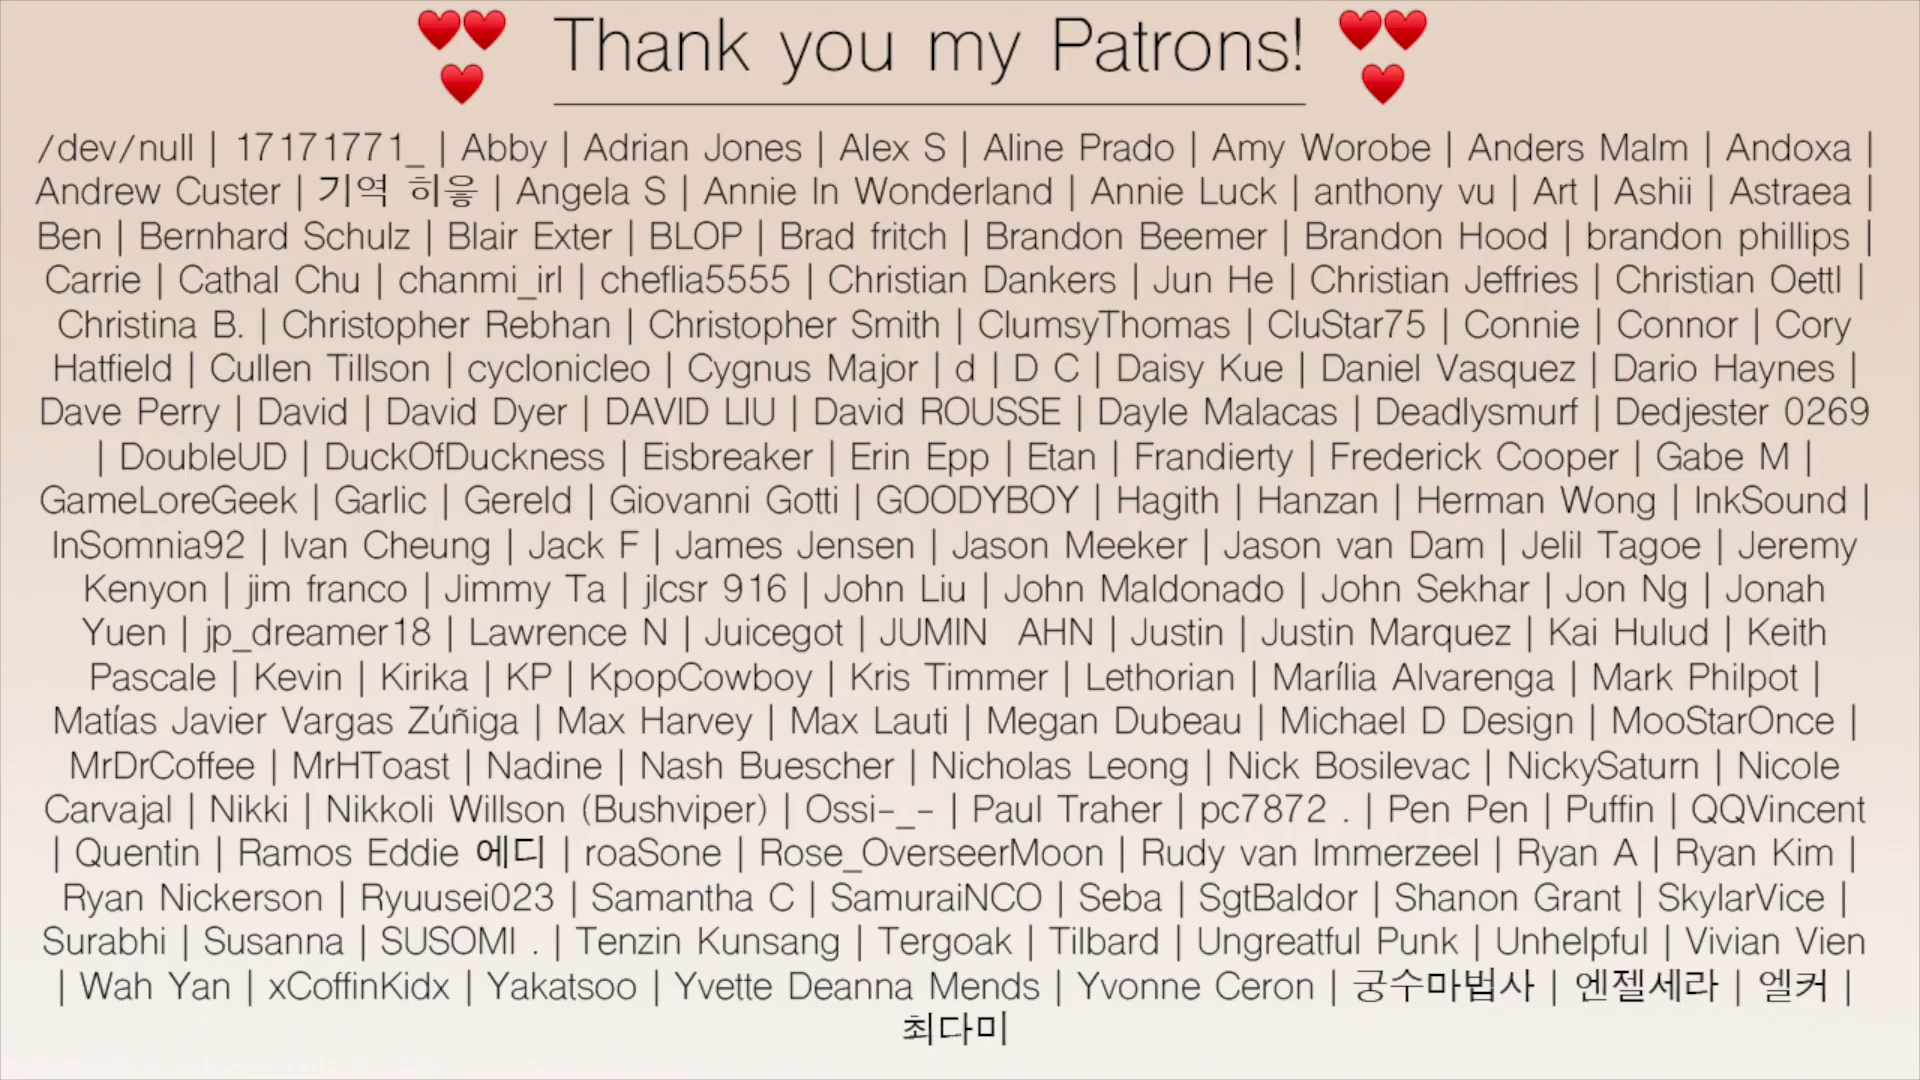 Thank you my Patrons!
/dev/null | 17171771_ | Abby | Adrian Jones | Alex S | Aline Prado | Amy Worobe | Anders Malm | Andoxa |
Andrew Custer | 기역 히읗 | Angela S | Annie In Wonderland | Annie Luck | anthony vu | Art | Ashii | Astraea |
Ben | Bernhard Schulz | Blair Exter | BLOP | Brad fritch | Brandon Beemer | Brandon Hood | brandon phillips |
Carrie | Cathal Chu | chanmi_irl | cheflia5555 | Christian Dankers | Jun He | Christian Jeffries | Christian Oettl |
Christina B. | Christopher Rebhan | Christopher Smith | ClumsyThomas | CluStar75 | Connie | Connor | Cory
Hatfield | Cullen Tillson | cyclonicleo | Cygnus Major | d | D C | Daisy Kue | Daniel Vasquez | Dario Haynes |
Dave Perry | David | David Dyer | DAVID LIU | David ROUSSE | Dayle Malacas | Deadlysmurf | Dedjester 0269
| DoubleUD | DuckOfDuckness | Eisbreaker | Erin Epp | Etan | Frandierty | Frederick Cooper | Gabe M |
GameLoreGeek | Garlic | Gereld | Giovanni Gotti | GOODYBOY | Hagith | Hanzan | Herman Wong | InkSound |
InSomnia92 | Ivan Cheung | Jack F | James Jensen | Jason Meeker | Jason van Dam | Jelil Tagoe | Jeremy
Kenyon | jim franco | Jimmy Ta | jlcsr 916 | John Liu | John Maldonado | John Sekhar | Jon Ng | Jonah
Yuen | jp_dreamer18 | Lawrence N | Juicegot | JUMIN AHN | Justin | Justin Marquez | Kai Hulud | Keith
Pascale | Kevin | Kirika | KP | KpopCowboy | Kris Timmer | Lethorian | Marília Alvarenga | Mark Philpot |
Matías Javier Vargas Zúñiga | Max Harvey | Max Lauti | Megan Dubeau | Michael D Design | MooStarOnce |
MrDrCoffee | MrHToast | Nadine | Nash Buescher | Nicholas Leong | Nick Bosilevac | NickySaturn | Nicole
Carvajal | Nikki | Nikkoli Willson (Bushviper) | Ossi-_- | Paul Traher | pc7872 . | Pen Pen | Puffin | QQVincent
| Quentin | Ramos Eddie 에디 | roaSone | Rose_OverseerMoon | Rudy van Immerzeel | Ryan A | Ryan Kim |
Ryan Nickerson | Ryuusei023 | Samantha C | SamuraiNCO | Seba | SgtBaldor | Shanon Grant | SkylarVice |
Surabhi | Susanna | SUSOMI . | Tenzin Kunsang | Tergoak | Tilbard | Ungreatful Punk | Unhelpful | Vivian Vien
| Wah Yan | xCoffinKidx | Yakatsoo | Yvette Deanna Mends | Yvonne Ceron | 궁수마법사 | 엔젤세라 | 엘커 |
최다미